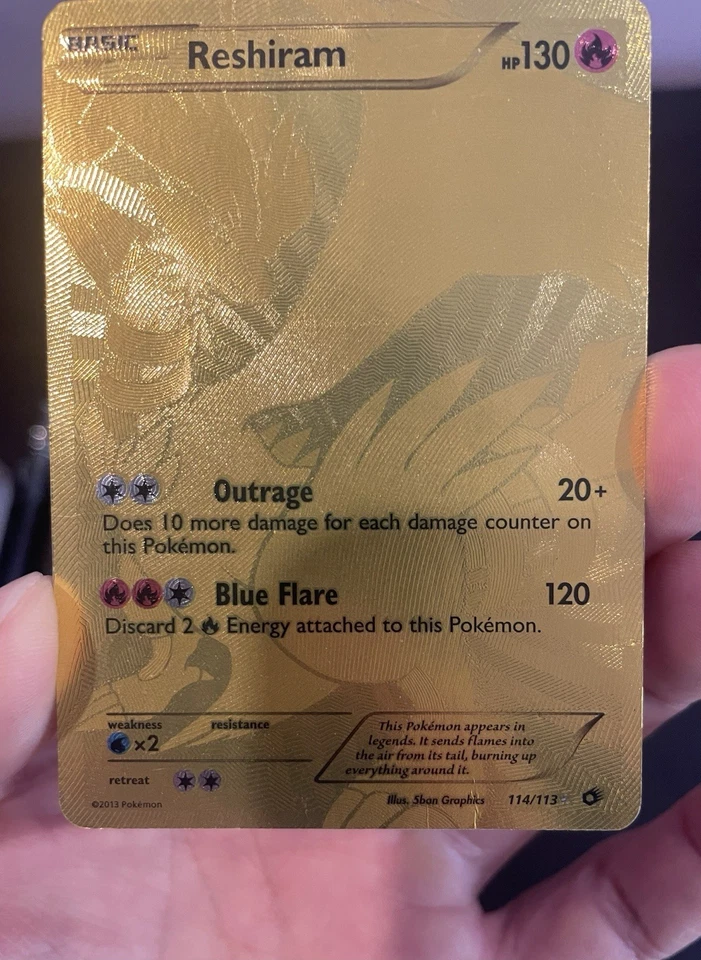 BASIC Reshiram HP130
Outrage 20+
Does 10 more damage for each damage counter on
this Pokémon.
Blue Flare 120
Discard 2 Energy attached to this Pokémon.
weakness resistance
×2
retreat
This Pokémon appears in
legends. It sends flames into
the air from its tail, burning up
everything around it.
©2013 Pokémon
Illus. 5ban Graphics 114/113